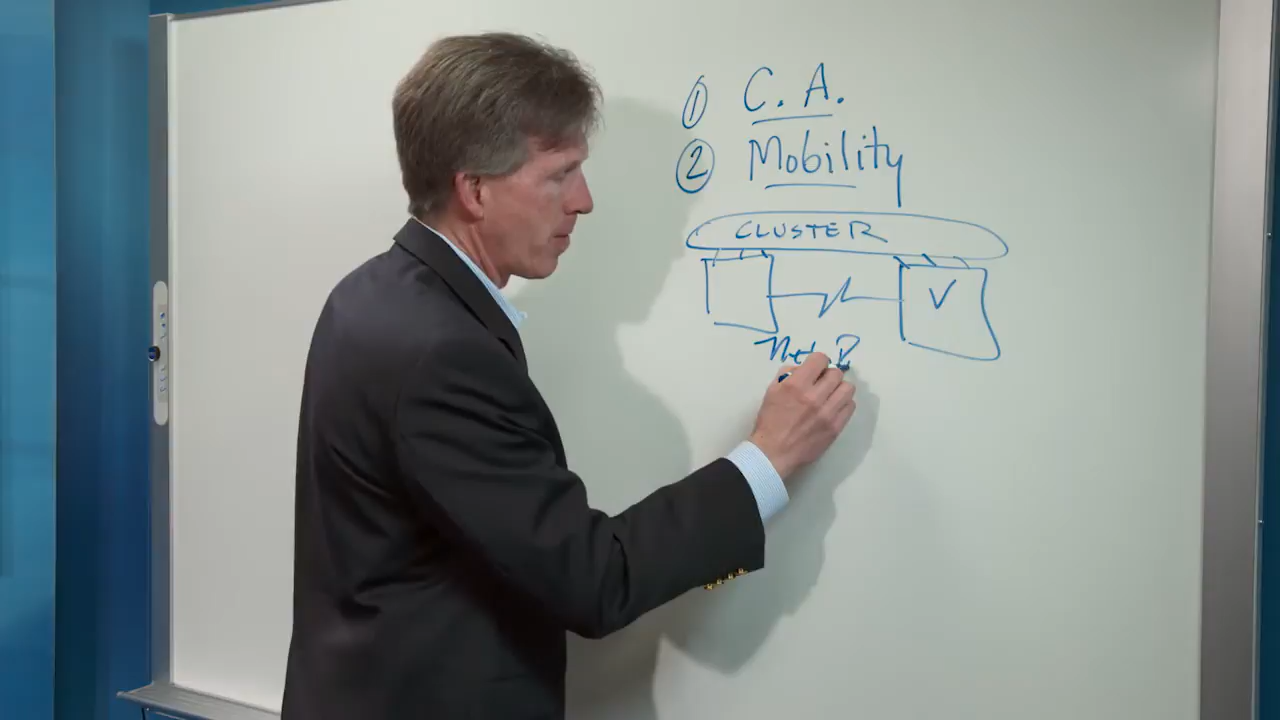 ① C. A.
② Mobility
CLUSTER
V